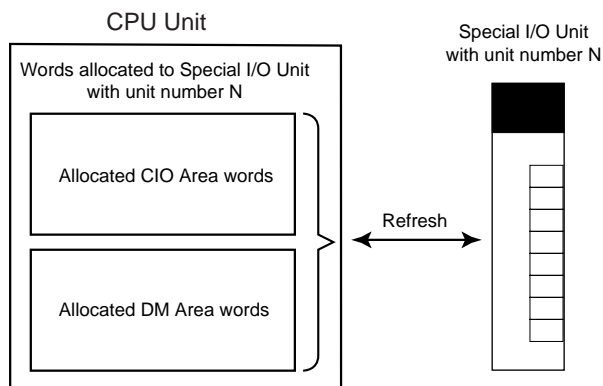 CPU Unit
Words allocated to Special I/O Unit
with unit number N
Allocated CIO Area words
Allocated DM Area words
Refresh
Special I/O Unit
with unit number N